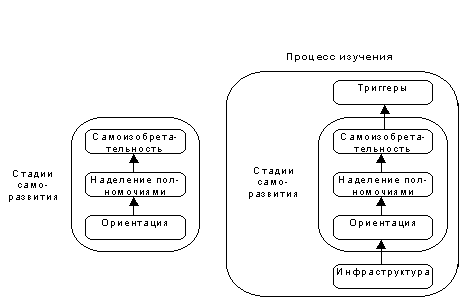 Стадии
само-
развития
Самоизобрета-
тельность
Наделение пол-
номочиями
Ориентация
Процесс изучения
Стадии
само-
развития
Триггеры
Самоизобрета-
тельность
Наделение пол-
номочиями
Ориентация
Инфраструктура